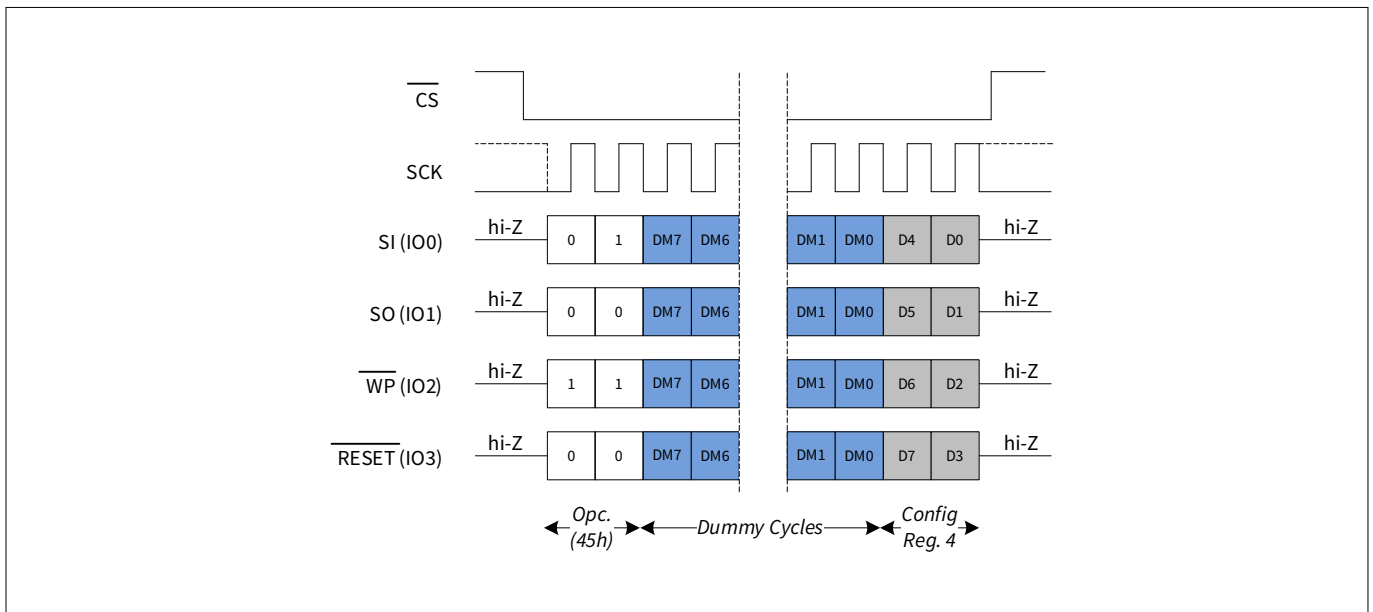 CS
SCK
SI (IO0) hi-Z 0 1 DM7 DM6 DM1 DM0 D4 D0 hi-Z
SO (IO1) hi-Z 0 0 DM7 DM6 DM1 DM0 D5 D1 hi-Z
WP (IO2) hi-Z 1 1 DM7 DM6 DM1 DM0 D6 D2 hi-Z
RESET (IO3) hi-Z 0 0 DM7 DM6 DM1 DM0 D7 D3 hi-Z
Opc. Dummy Cycles Config
(45h) Reg. 4